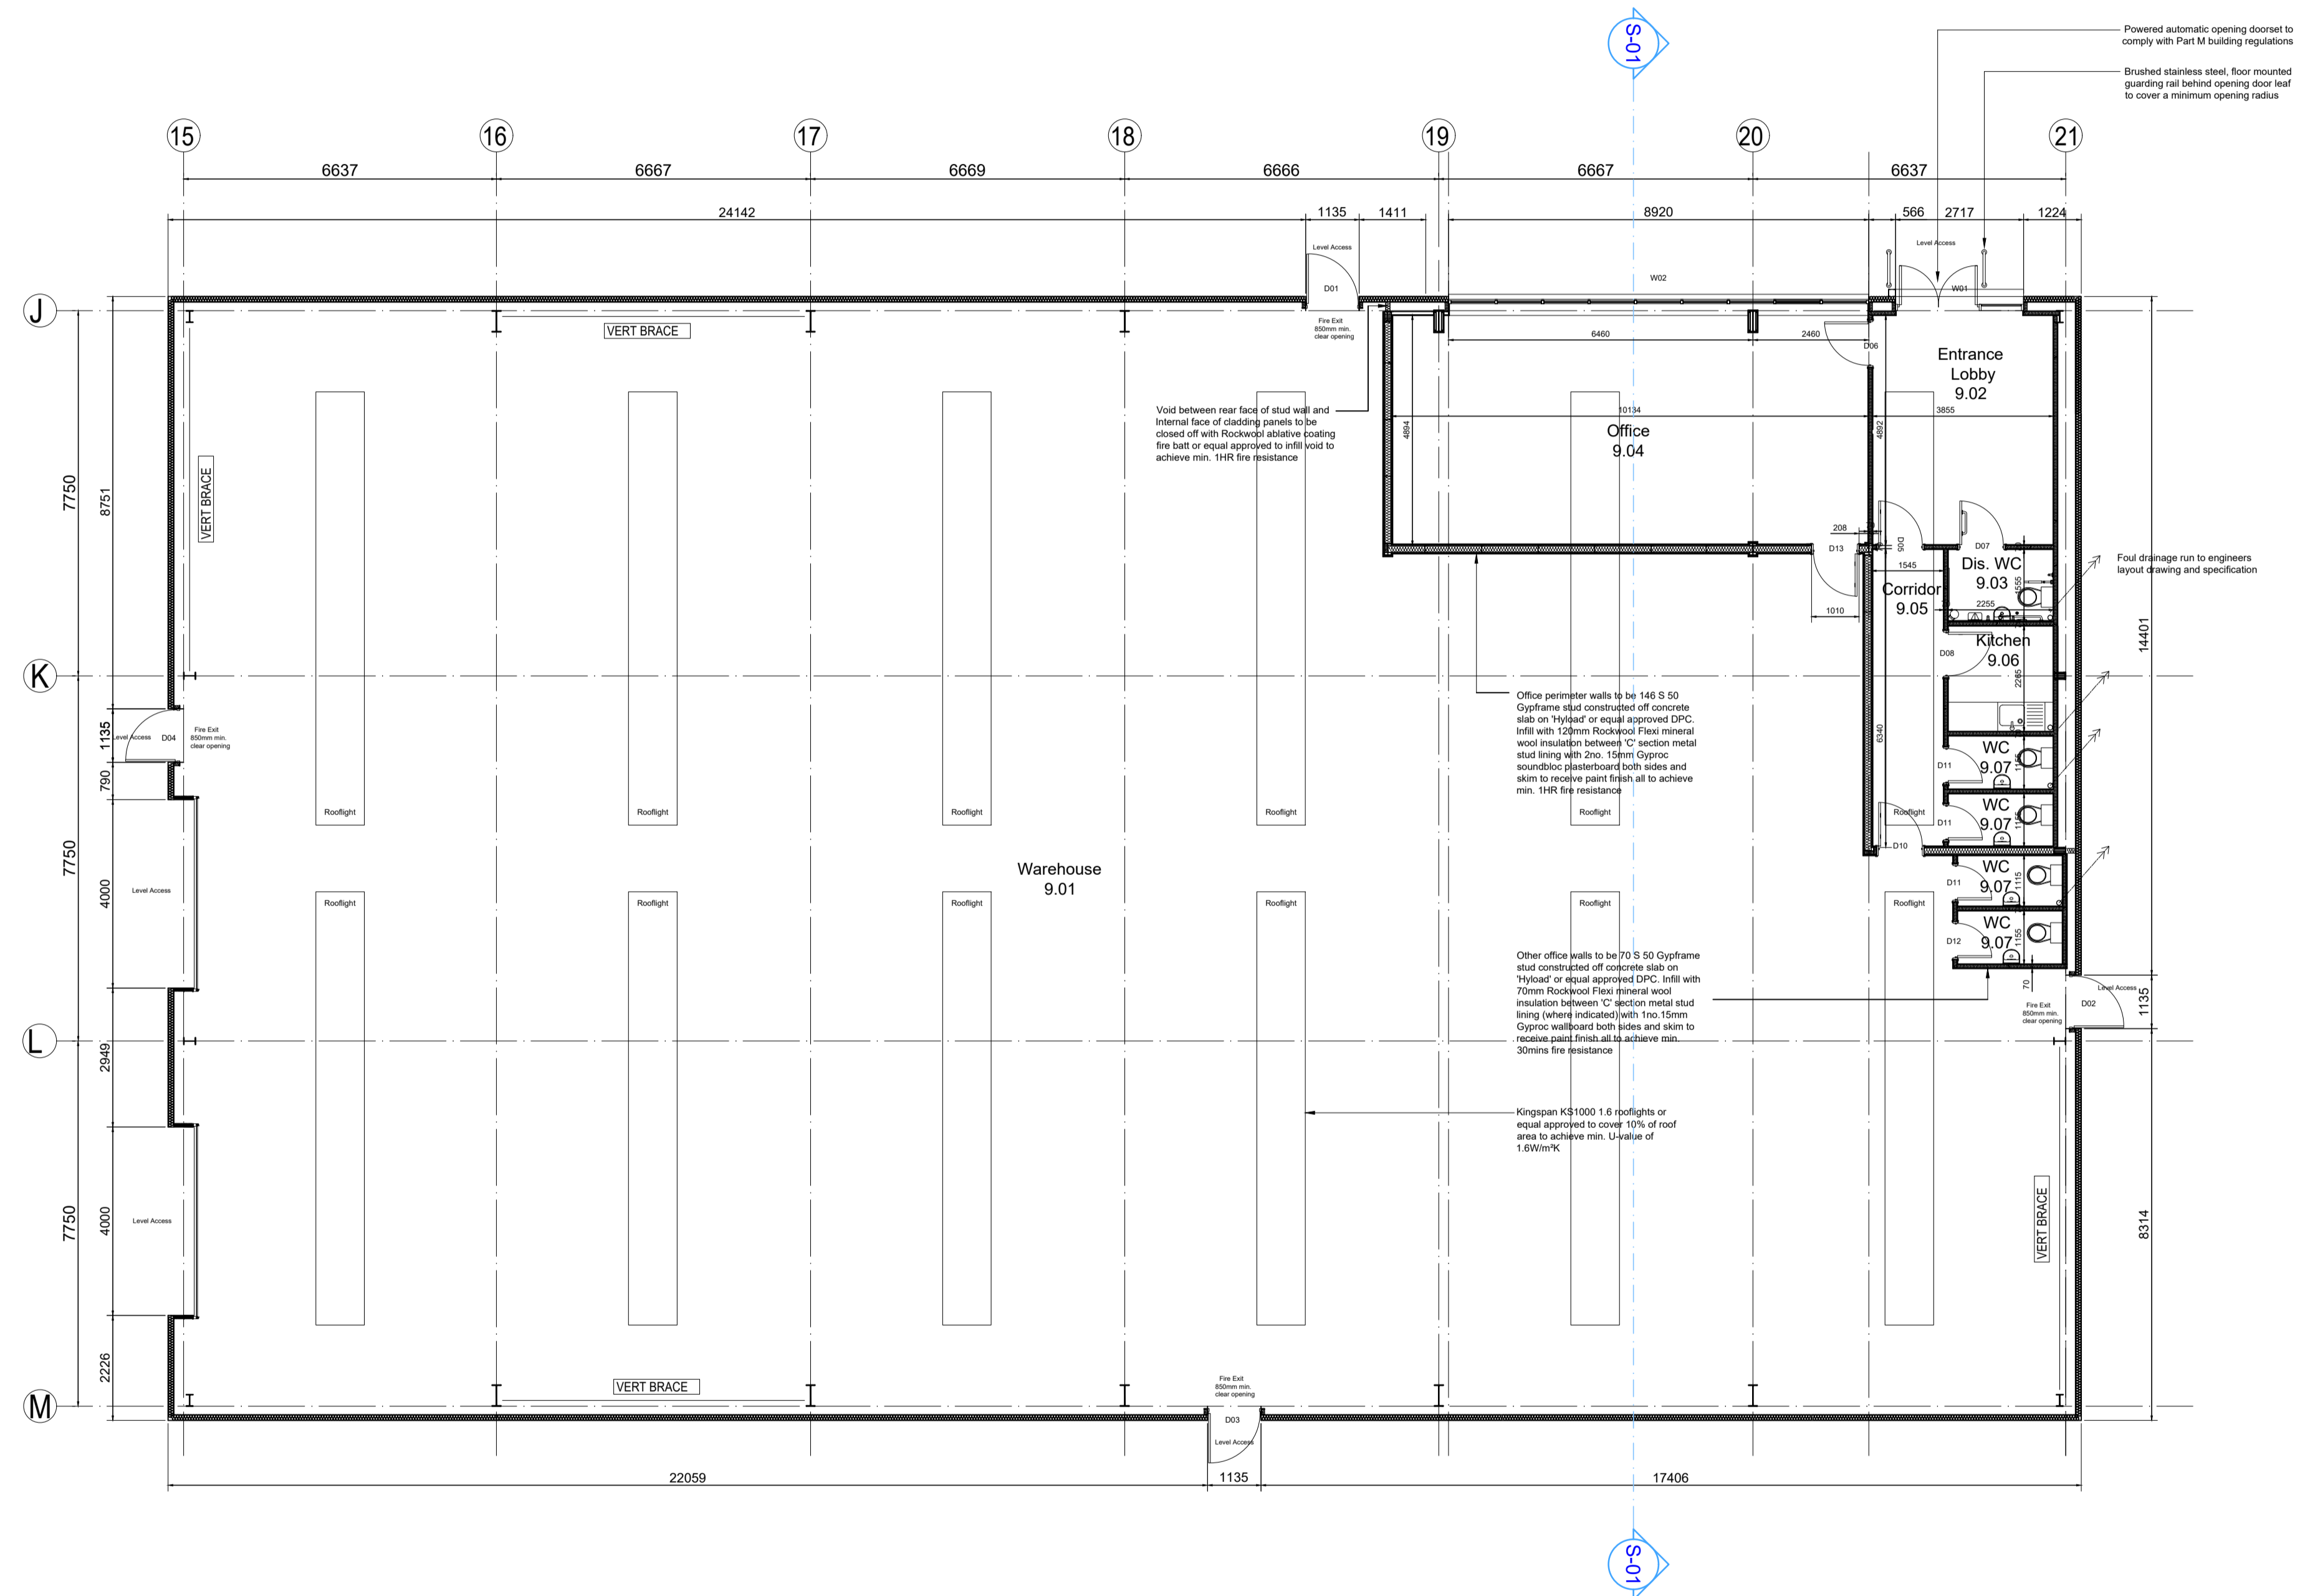 S-01
Powered automatic opening doorset to
comply with Part M building regulations
Brushed stainless steel, floor mounted
guarding rail behind opening door leaf
to cover a minimum opening radius
15 16 17 18 19 20 21
6637 6667 6669 6666 6667 6637
24142 1135 1411 8920 566 2717 1224
Level Access
Level Access
W02
D01
W01
J
VERT BRACE
Fire Exit
850mm min.
clear opening
6460 2460
D06
Entrance
Lobby
9.02
3855
4892
10134
Office
9.04
4894
Void between rear face of stud wall and
Internal face of cladding panels to be
closed off with Rockwool ablative coating
fire batt or equal approved to infill void to
achieve min. 1HR fire resistance
VERT BRACE
7750
8751
208
D13
D05
D07
1010
1545
Corridor
9.05
Dis. WC
9.03
1555
2255
Foul drainage run to engineers
layout drawing and specification
14401
Kitchen
9.06
D08
2265
K
1135
Level Access
D04
Fire Exit
850mm min.
clear opening
790
Office perimeter walls to be 146 S 50
Gypframe stud constructed off concrete
slab on 'Hyload' or equal approved DPC.
Infill with 120mm Rockwool Flexi mineral
wool insulation between 'C' section metal
stud lining with 2no. 15mm Gyproc
soundbloc plasterboard both sides and
skim to receive paint finish all to achieve
min. 1HR fire resistance
6340
WC
9.07
D11
WC
9.07
D11
D10
Rooflight Rooflight Rooflight Rooflight Rooflight Rooflight
7750
4000
Level Access
Warehouse
9.01
WC
9.07
D11
1115
WC
9.07
D12
1155
70
Rooflight Rooflight Rooflight Rooflight Rooflight Rooflight
Other office walls to be 70 S 50 Gypframe
stud constructed off concrete slab on
'Hyload' or equal approved DPC. Infill with
70mm Rockwool Flexi mineral wool
insulation between 'C' section metal stud
lining (where indicated) with 1no.15mm
Gyproc wallboard both sides and skim to
receive paint finish all to achieve min.
30mins fire resistance
Level Access
D02
Fire Exit
850mm min.
clear opening
1135
L
2949
Kingspan KS1000 1.6 rooflights or
equal approved to cover 10% of roof
area to achieve min. U-value of
1.6W/m²K
7750
4000
Level Access
VERT BRACE
8314
2226
VERT BRACE
M
Fire Exit
850mm min.
clear opening
D03
Level Access
22059 1135 17406
S-01